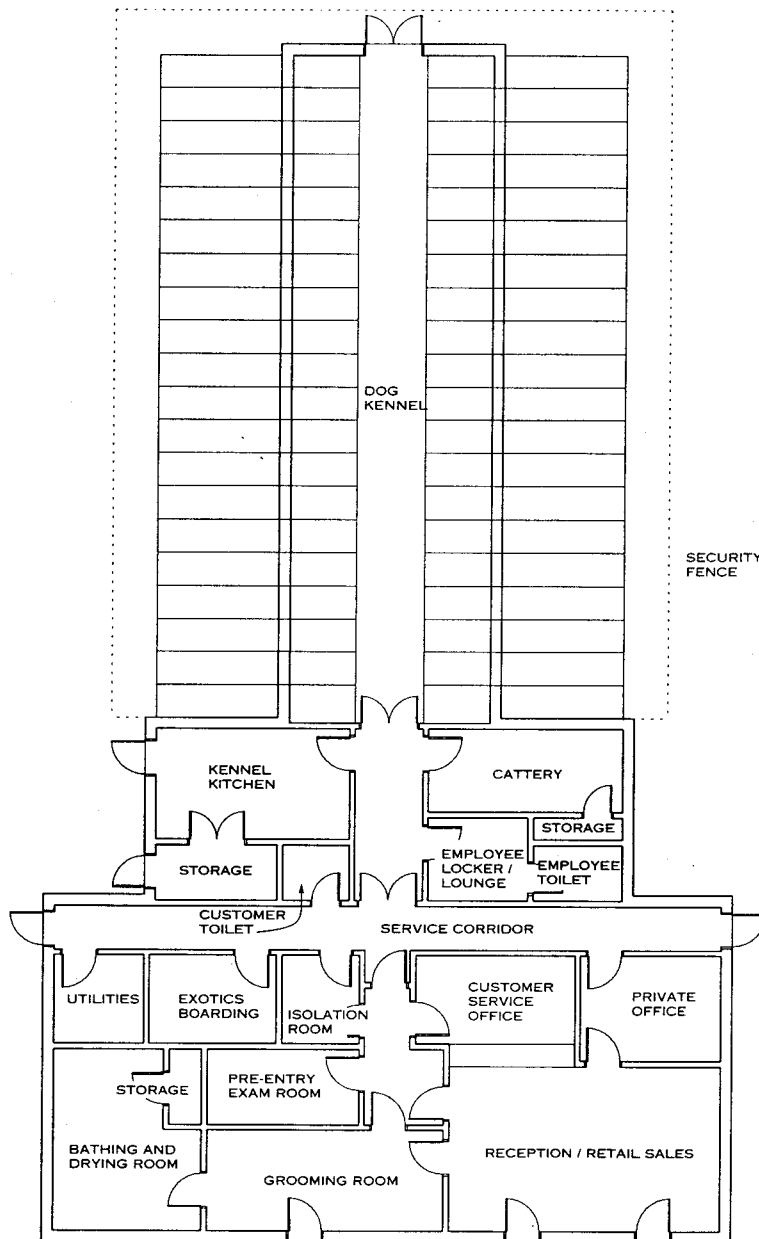 DOG
KENNEL
SECURITY
FENCE
KENNEL
KITCHEN
CATTERY
STORAGE
STORAGE
EMPLOYEE
LOCKER /
LOUNGE
EMPLOYEE
TOILET
CUSTOMER
TOILET
SERVICE CORRIDOR
UTILITIES
EXOTICS
BOARDING
ISOLATION
ROOM
CUSTOMER
SERVICE
OFFICE
PRIVATE
OFFICE
STORAGE
PRE-ENTRY
EXAM ROOM
BATHING AND
DRYING ROOM
GROOMING ROOM
RECEPTION / RETAIL SALES